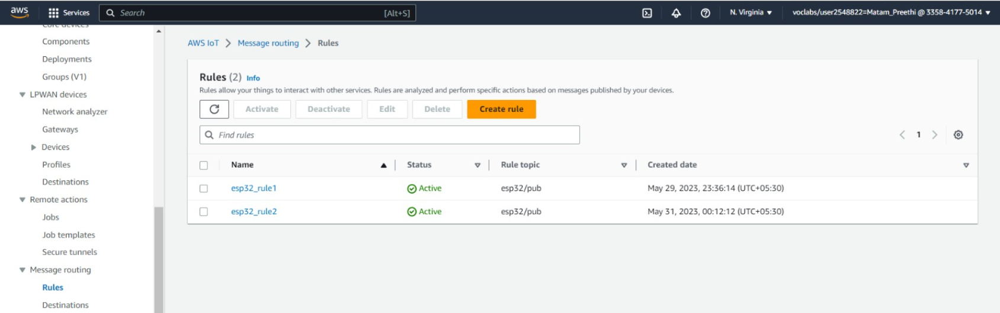 aws
Services
Search
[Alt+S]
N. Virginia
voclabs/user2548822=Matam_Preethi @ 3358-4177-5014
Core devices
Components
Deployments
Groups (V1)
LPWAN devices
Network analyzer
Gateways
Devices
Profiles
Destinations
Remote actions
Jobs
Job templates
Secure tunnels
Message routing
Rules
Destinations
AWS IoT > Message routing > Rules
Rules (2) Info
Rules allow your things to interact with other services. Rules are analyzed and perform specific actions based on messages published by your devices.
Activate Deactivate Edit Delete Create rule
Find rules
1
Name Status Rule topic Created date
esp32_rule1 Active esp32/pub May 29, 2023, 23:36:14 (UTC+05:30)
esp32_rule2 Active esp32/pub May 31, 2023, 00:12:12 (UTC+05:30)